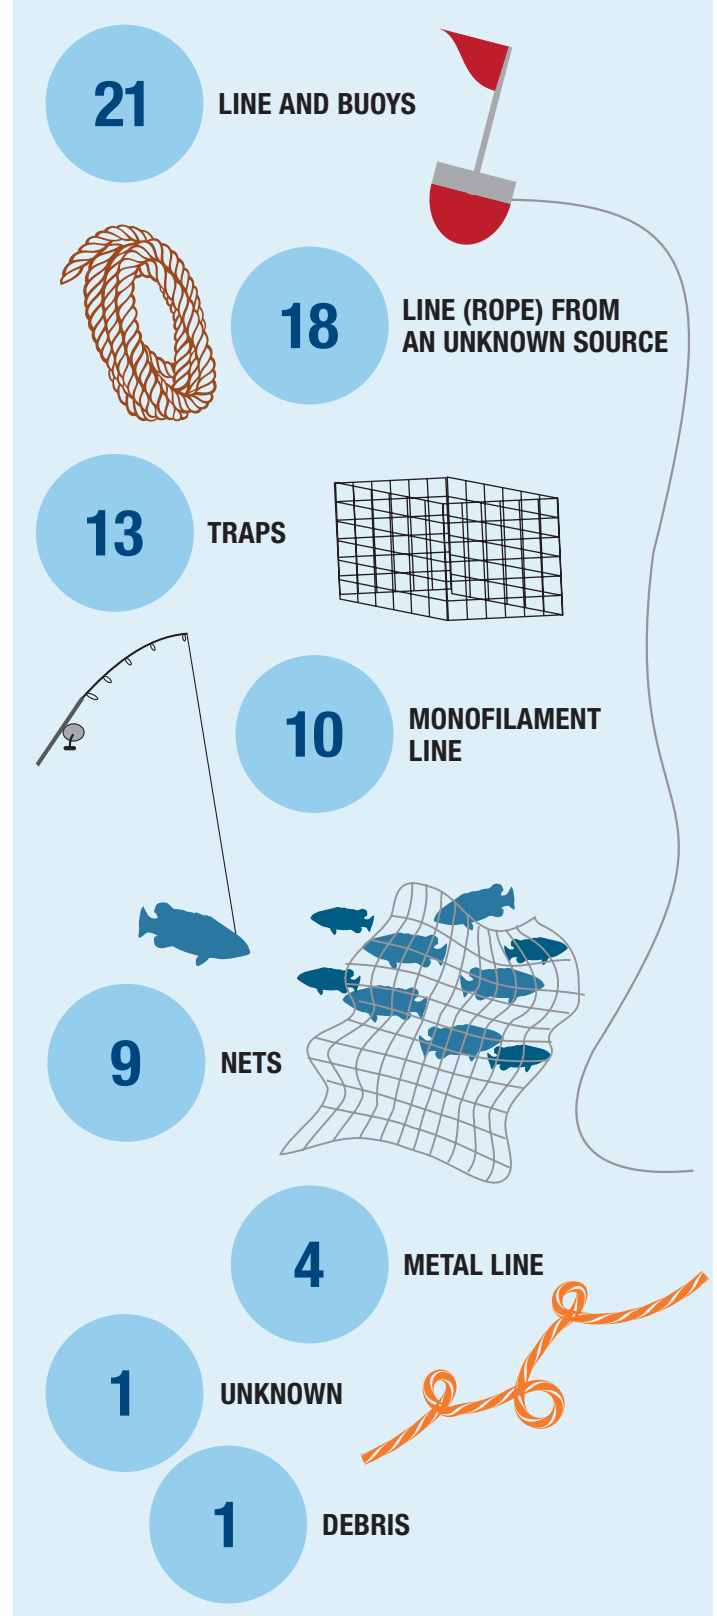 21
LINE AND BUOYS
18
LINE (ROPE) FROM
AN UNKNOWN SOURCE
13
TRAPS
10
MONOFILAMENT
LINE
9
NETS
4
METAL LINE
1
UNKNOWN
1
DEBRIS